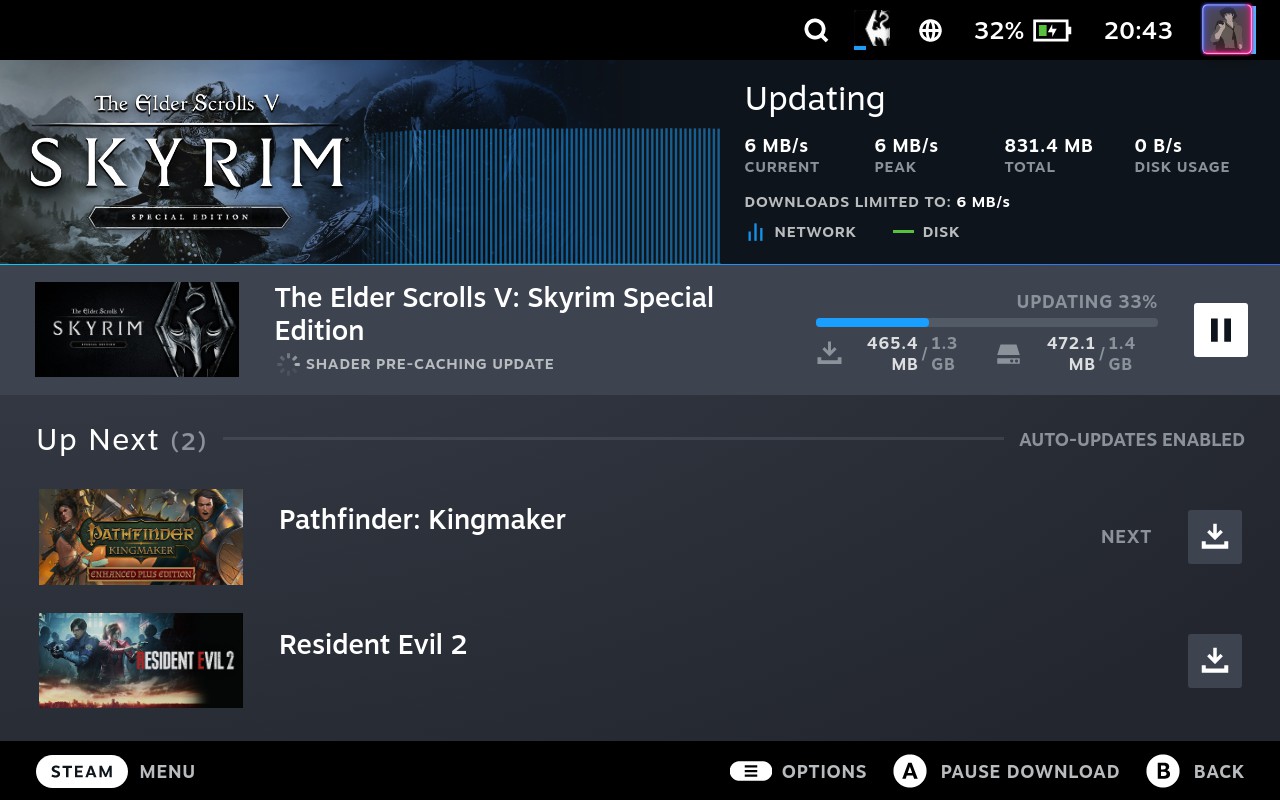 32%
20:43
The Elder Scrolls V
SKYRIM
SPECIAL EDITION
Updating
6 MB/s 6 MB/s 831.4 MB 0 B/s
CURRENT PEAK TOTAL DISK USAGE
DOWNLOADS LIMITED TO: 6 MB/s
NETWORK DISK
The Elder Scrolls V
SKYRIM
SPECIAL EDITION
The Elder Scrolls V: Skyrim Special
Edition
SHADER PRE-CACHING UPDATE
UPDATING 33%
465.4 MB / 1.3 GB
472.1 MB / 1.4 GB
Up Next (2)
AUTO-UPDATES ENABLED
PATHFINDER
KINGMAKER
ENHANCED PLUS EDITION
Pathfinder: Kingmaker
NEXT
RESIDENT EVIL 2
Resident Evil 2
STEAM MENU
OPTIONS A PAUSE DOWNLOAD B BACK